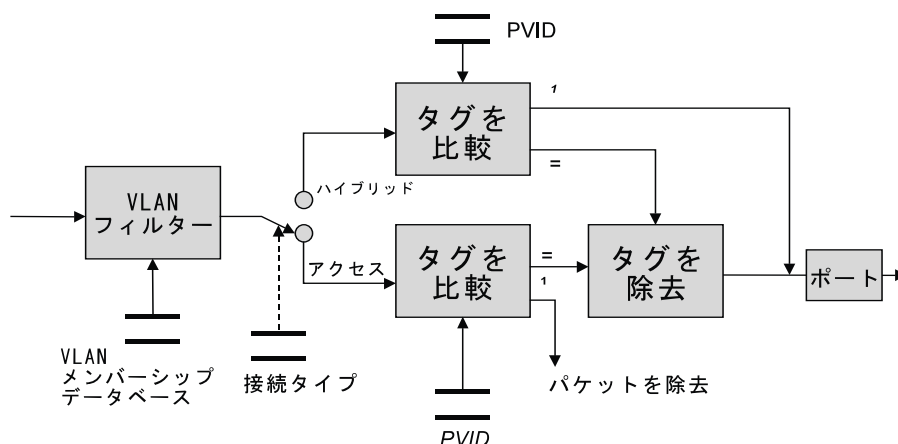 PVID
タグを
比較
1
=
ハイブリッド
VLAN
フィルター
アクセス
タグを
比較
=
1
タグを
除去
ポート
VLAN
メンバーシップ
データベース
接続タイプ
パケットを除去
PVID